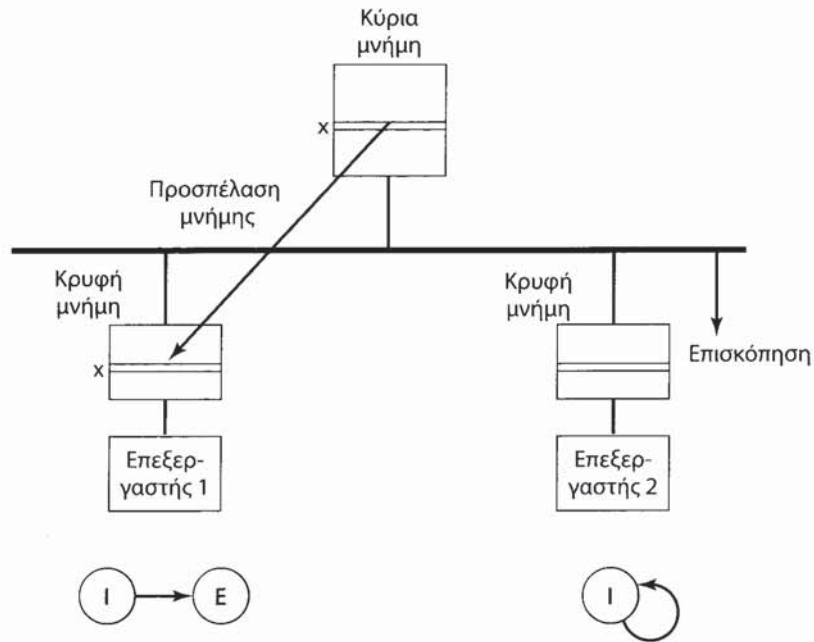 Κύρια
μνήμη
x
Προσπέλαση
μνήμης
Κρυφή
μνήμη
Κρυφή
μνήμη
Επισκόπηση
x
Επεξερ-
γαστής 1
Επεξερ-
γαστής 2
I
E
I